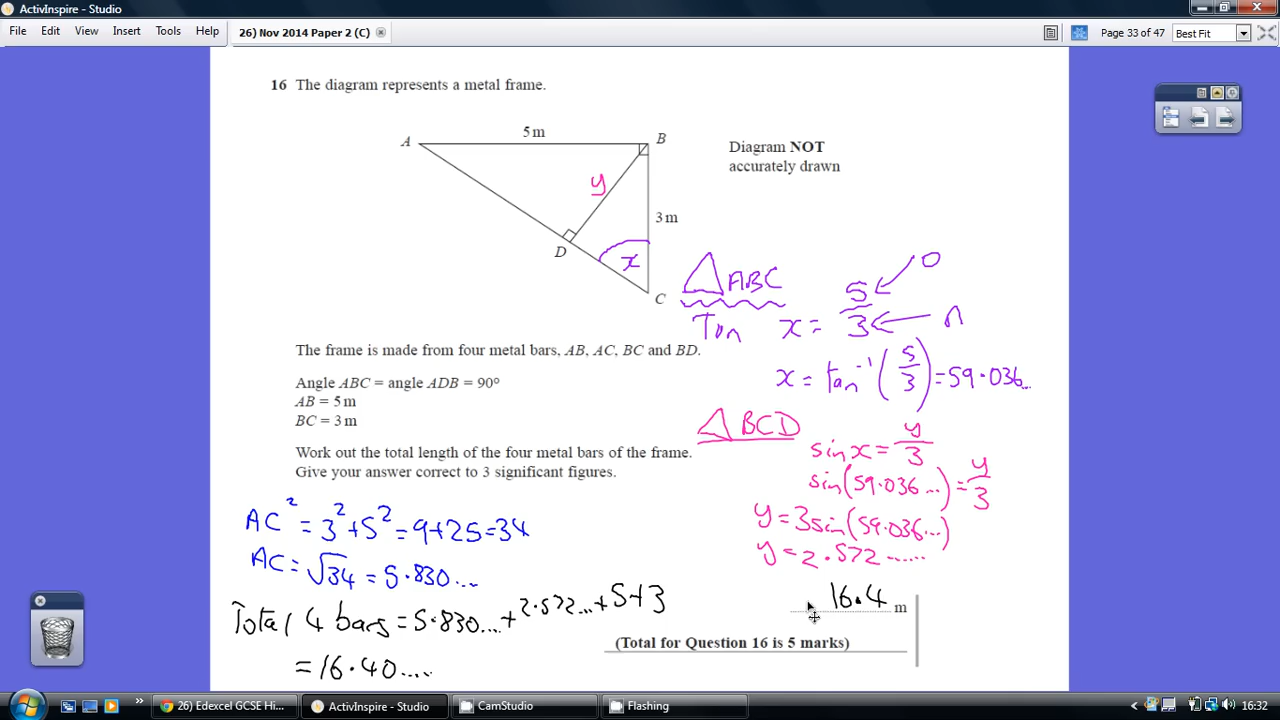 ActivInspire - Studio
File Edit View Insert Tools Help
26) Nov 2014 Paper 2 (C)
Page 33 of 47
Best Fit
16 The diagram represents a metal frame.
A
5 m
B
Diagram NOT
accurately drawn
y
3 m
D
x
C
△ABC
O
Tan x = 5/3
A
x = tan⁻¹(5/3) = 59.036...
The frame is made from four metal bars, AB, AC, BC and BD.
Angle ABC = angle ADB = 90°
AB = 5 m
BC = 3 m
Work out the total length of the four metal bars of the frame.
Give your answer correct to 3 significant figures.
△BCD
sin x = y/3
sin(59.036...) = y/3
y = 3sin(59.036...)
y = 2.572......
AC² = 3² + 5² = 9+25 = 34
AC = √34 = 5.830...
Total 4 bars = 5.830... + 2.572... + 5 + 3
= 16.40....
16.4 m
(Total for Question 16 is 5 marks)
26) Edexcel GCSE Hi...
ActivInspire - Studio
CamStudio
Flashing
16:32